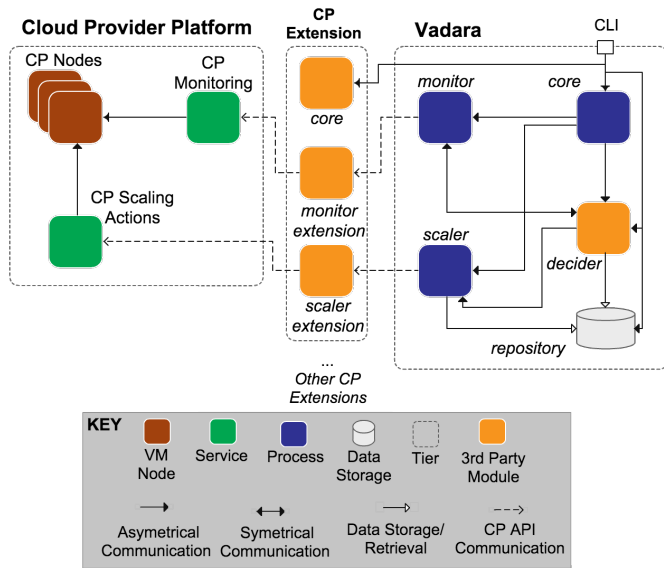 Cloud Provider Platform
CP
Extension
Vadara
CLI
CP Nodes
CP
Monitoring
core
monitor
core
CP Scaling
Actions
monitor
extension
scaler
decider
scaler
extension
repository
...
Other CP
Extensions
KEY
VM
Node
Service
Process
Data
Storage
Tier
3rd Party
Module
Asymetrical
Communication
Symetrical
Communication
Data Storage/
Retrieval
CP API
Communication